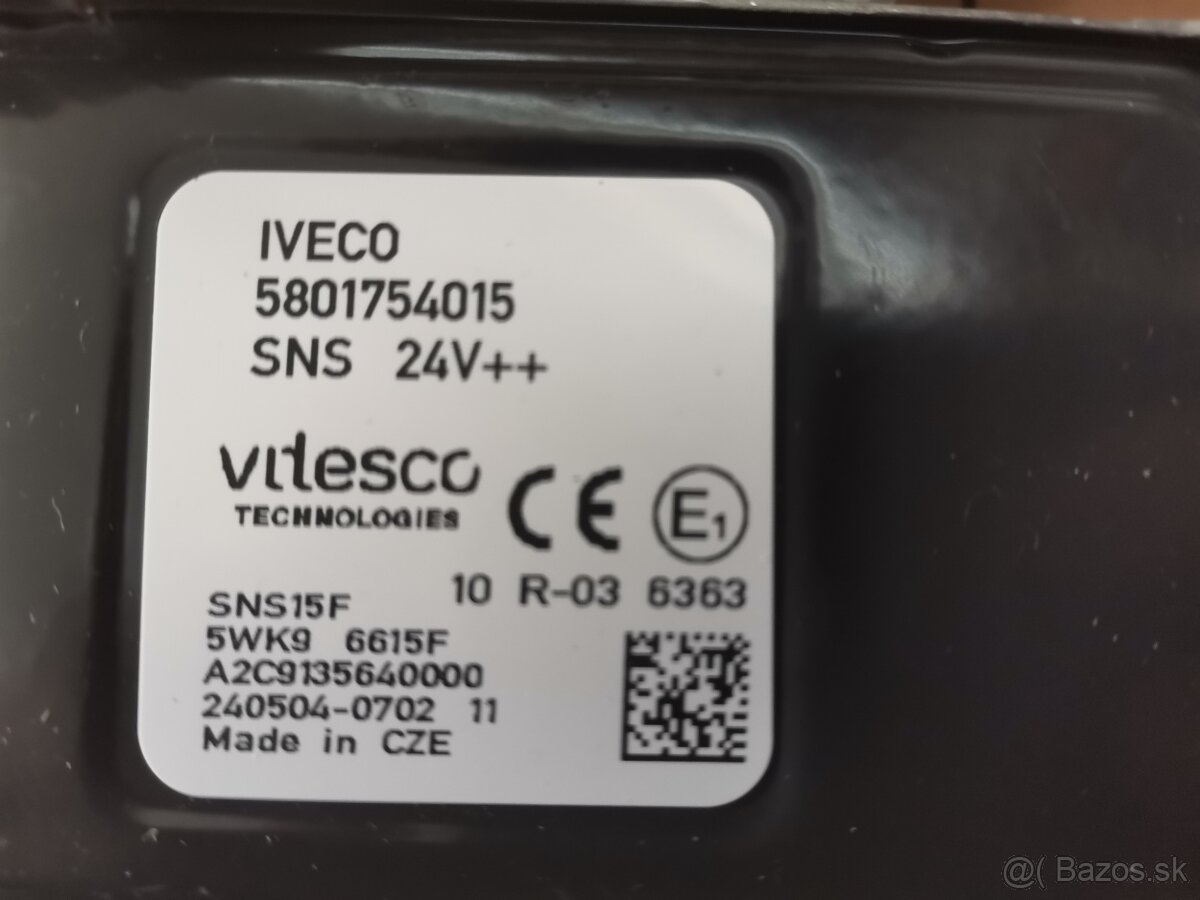 IVECO
5801754015
SNS 24V++
vitesco
TECHNOLOGIES
CE E1
10 R-03 6363
SNS15F
5WK9 6615F
A2C9135640000
240504-0702 11
Made in CZE
@( Bazos.sk